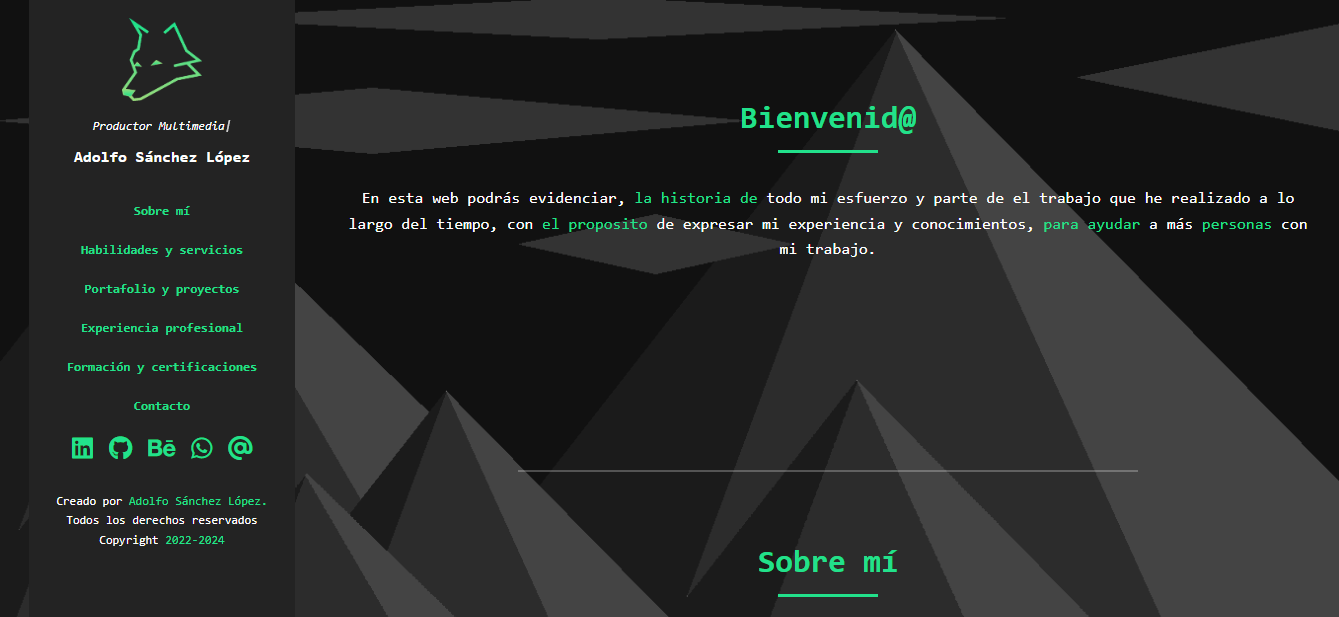 Productor Multimedia|
Adolfo Sánchez López
Sobre mí
Habilidades y servicios
Portafolio y proyectos
Experiencia profesional
Formación y certificaciones
Contacto
in Bē @
Creado por Adolfo Sánchez López.
Todos los derechos reservados
Copyright 2022-2024
Bienvenid@
En esta web podrás evidenciar, la historia de todo mi esfuerzo y parte de el trabajo que he realizado a lo
largo del tiempo, con el proposito de expresar mi experiencia y conocimientos, para ayudar a más personas con
mi trabajo.
Sobre mí